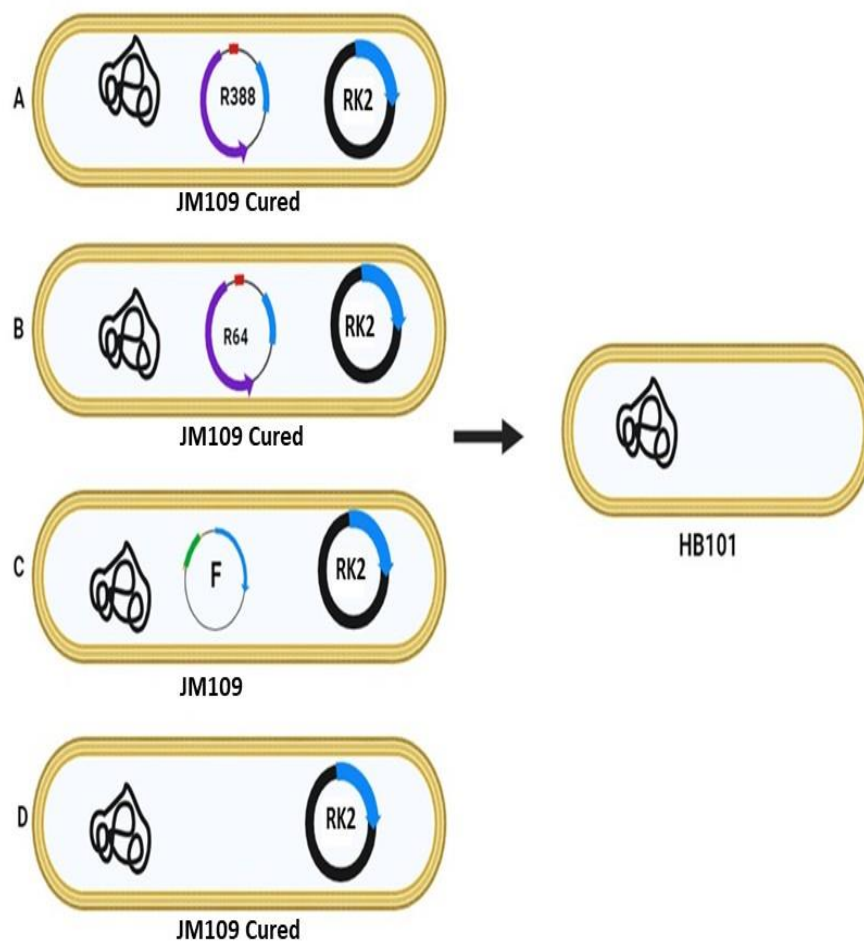 A
R388
RK2
JM109 Cured
B
R64
RK2
JM109 Cured
HB101
C
F
RK2
JM109
D
RK2
JM109 Cured